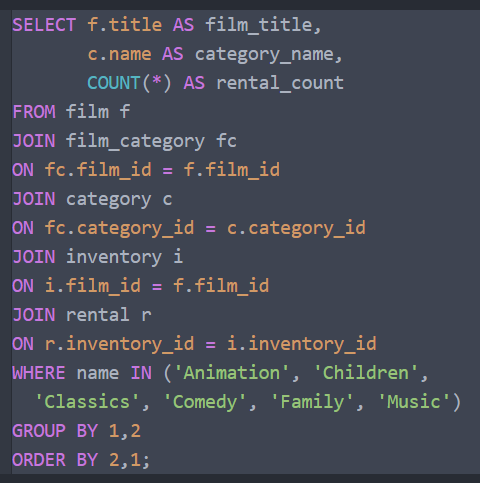 SELECT f.title AS film_title,
       c.name AS category_name,
       COUNT(*) AS rental_count
FROM film f
JOIN film_category fc
ON fc.film_id = f.film_id
JOIN category c
ON fc.category_id = c.category_id
JOIN inventory i
ON i.film_id = f.film_id
JOIN rental r
ON r.inventory_id = i.inventory_id
WHERE name IN ('Animation', 'Children',
  'Classics', 'Comedy', 'Family', 'Music')
GROUP BY 1,2
ORDER BY 2,1;